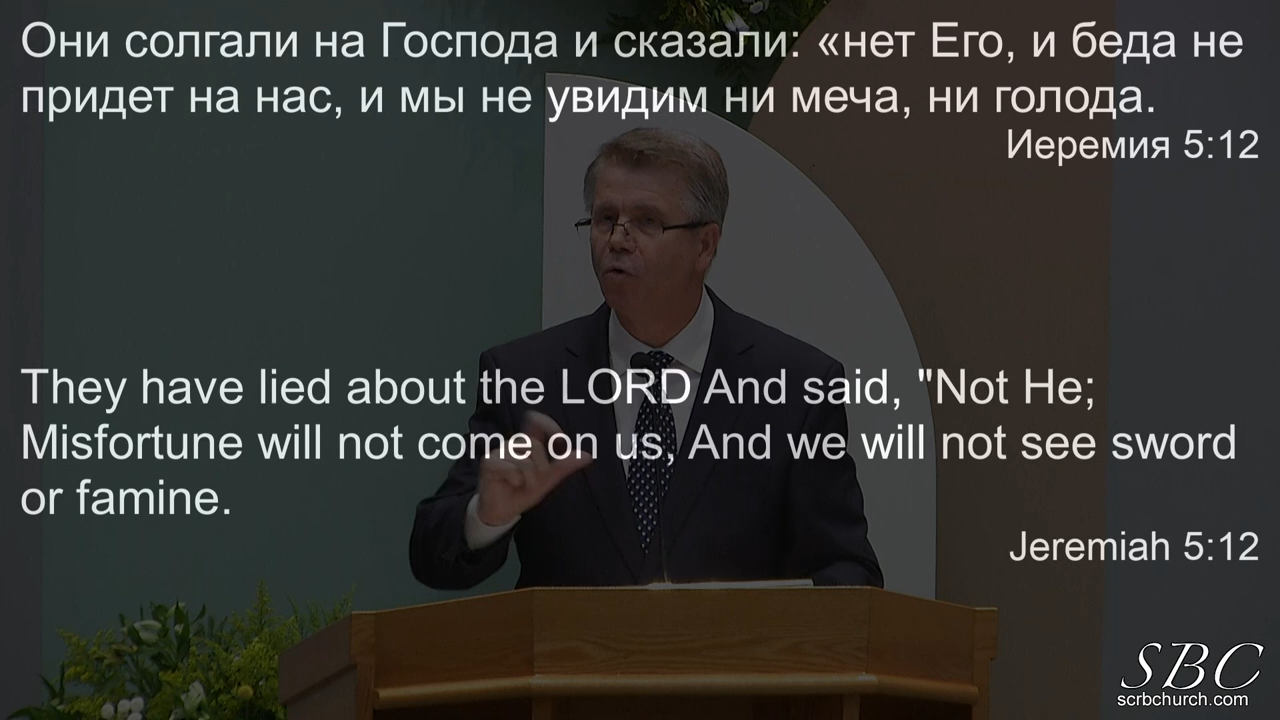 Они солгали на Господа и сказали: «нет Его, и беда не
придет на нас, и мы не увидим ни меча, ни голода.
Иеремия 5:12
They have lied about the LORD And said, "Not He;
Misfortune will not come on us, And we will not see sword
or famine.
Jeremiah 5:12
SBC
scrbchurch.com